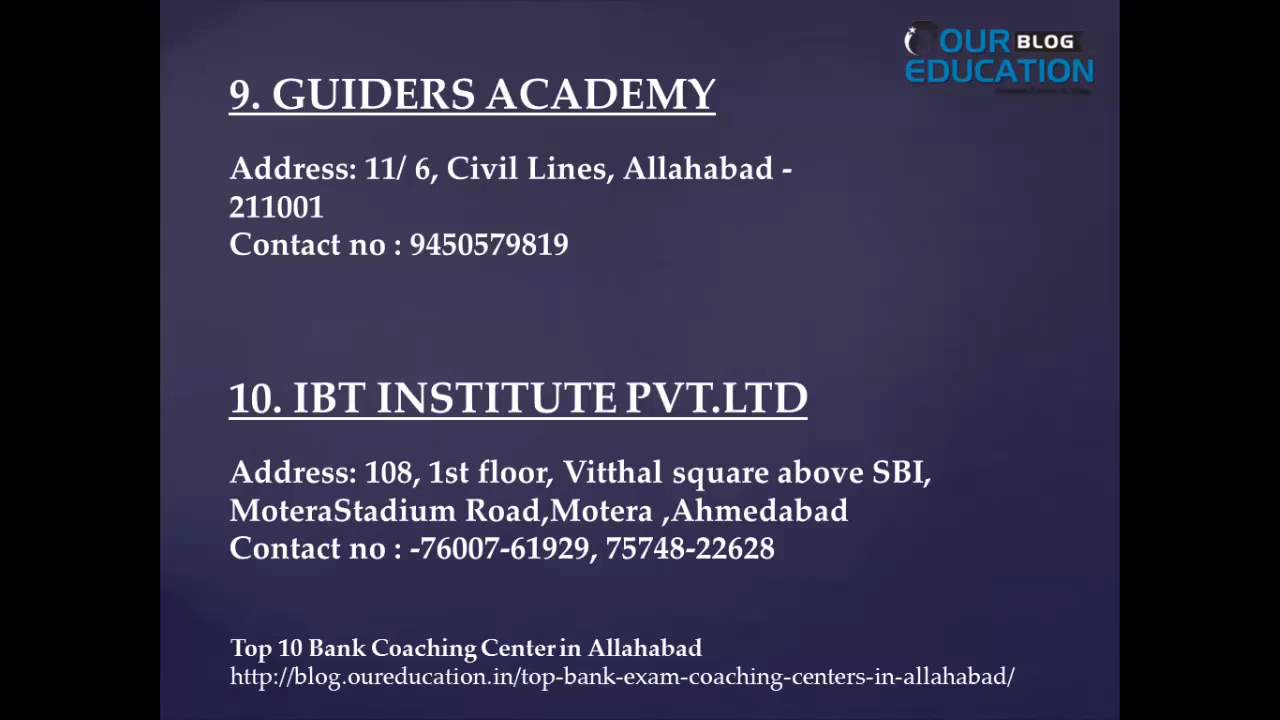 OUR BLOG
EDUCATION
9. GUIDERS ACADEMY
Address: 11/ 6, Civil Lines, Allahabad -
211001
Contact no : 9450579819
10. IBT INSTITUTE PVT.LTD
Address: 108, 1st floor, Vitthal square above SBI,
MoteraStadium Road,Motera ,Ahmedabad
Contact no : -76007-61929, 75748-22628
Top 10 Bank Coaching Center in Allahabad
http://blog.oureducation.in/top-bank-exam-coaching-centers-in-allahabad/